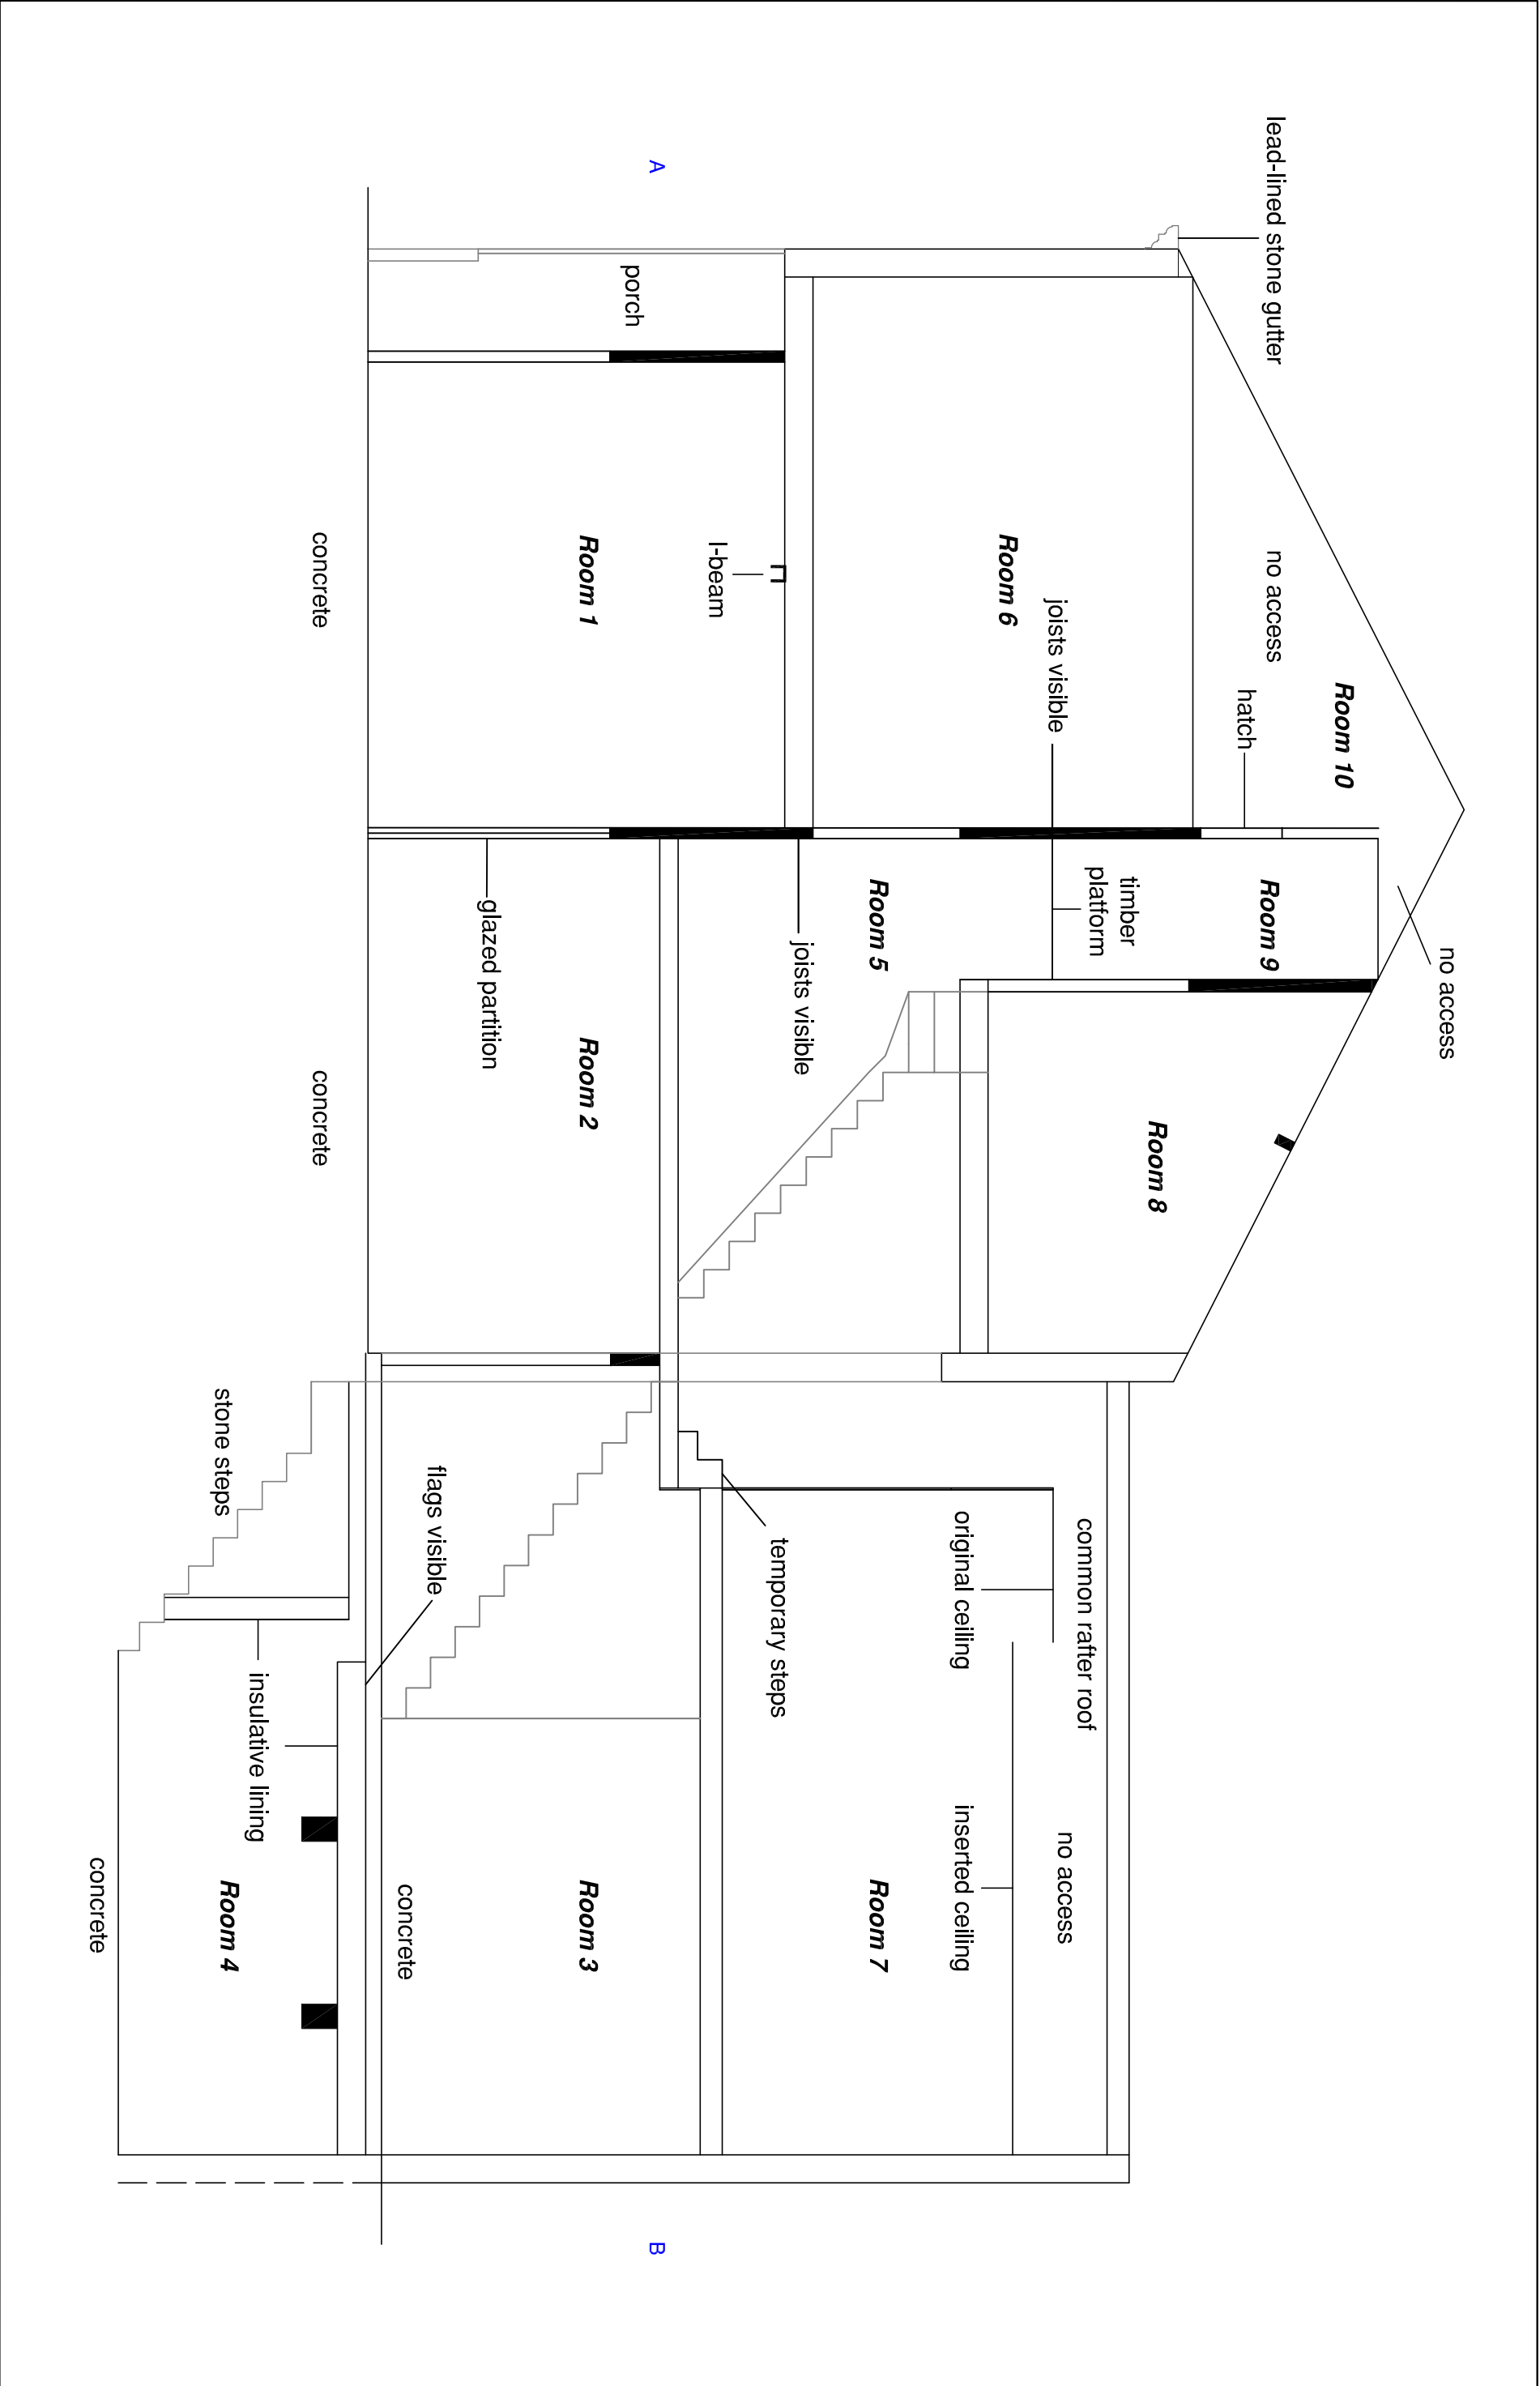 lead-lined stone gutter
no access
Room 10
hatch
no access
Room 9
timber
platform
Room 8
Room 6
joists visible
Room 5
joists visible
common rafter roof
no access
original ceiling
inserted ceiling
Room 7
temporary steps
A
porch
I-beam
Room 1
glazed partition
Room 2
Room 3
B
flags visible
concrete
concrete
concrete
stone steps
insulative lining
Room 4
concrete